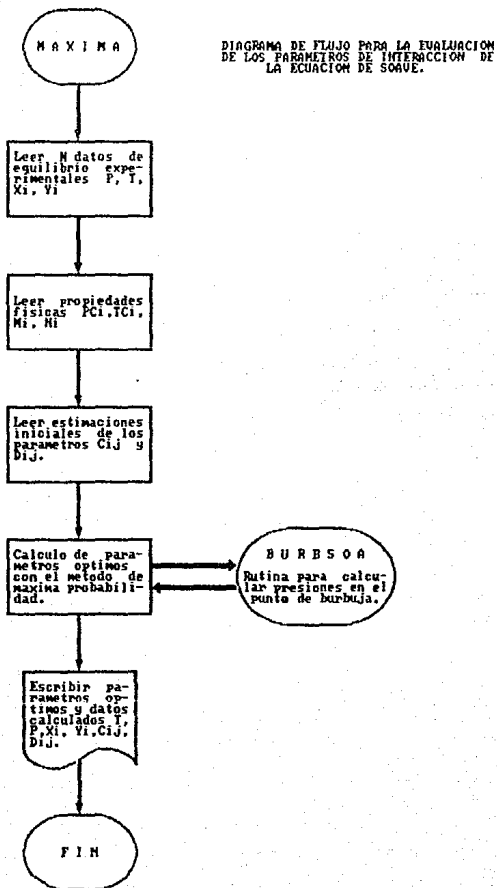 MAXIMA
DIAGRAMA DE FLUJO PARA LA EVALUACION
DE LOS PARAMETROS DE INTERACCION DE
LA ECUACION DE SOAVE.
Leer N datos de
equilibrio expe-
rimentales P, T,
Xi, Yi
Leer propiedades
fisicas PCi,TCi,
Mi, Ni
Leer estimaciones
iniciales de los
parametros Cij y
Dij.
Calculo de para-
metros optimos
con el metodo de
maxima probabili-
dad.
BURBSOA
Rutina para calcu-
lar presiones en el
punto de burbuja.
Escribir pa-
rametros op-
timos y datos
calculados T,
P,Xi, Yi,Cij,
Dij.
FIN